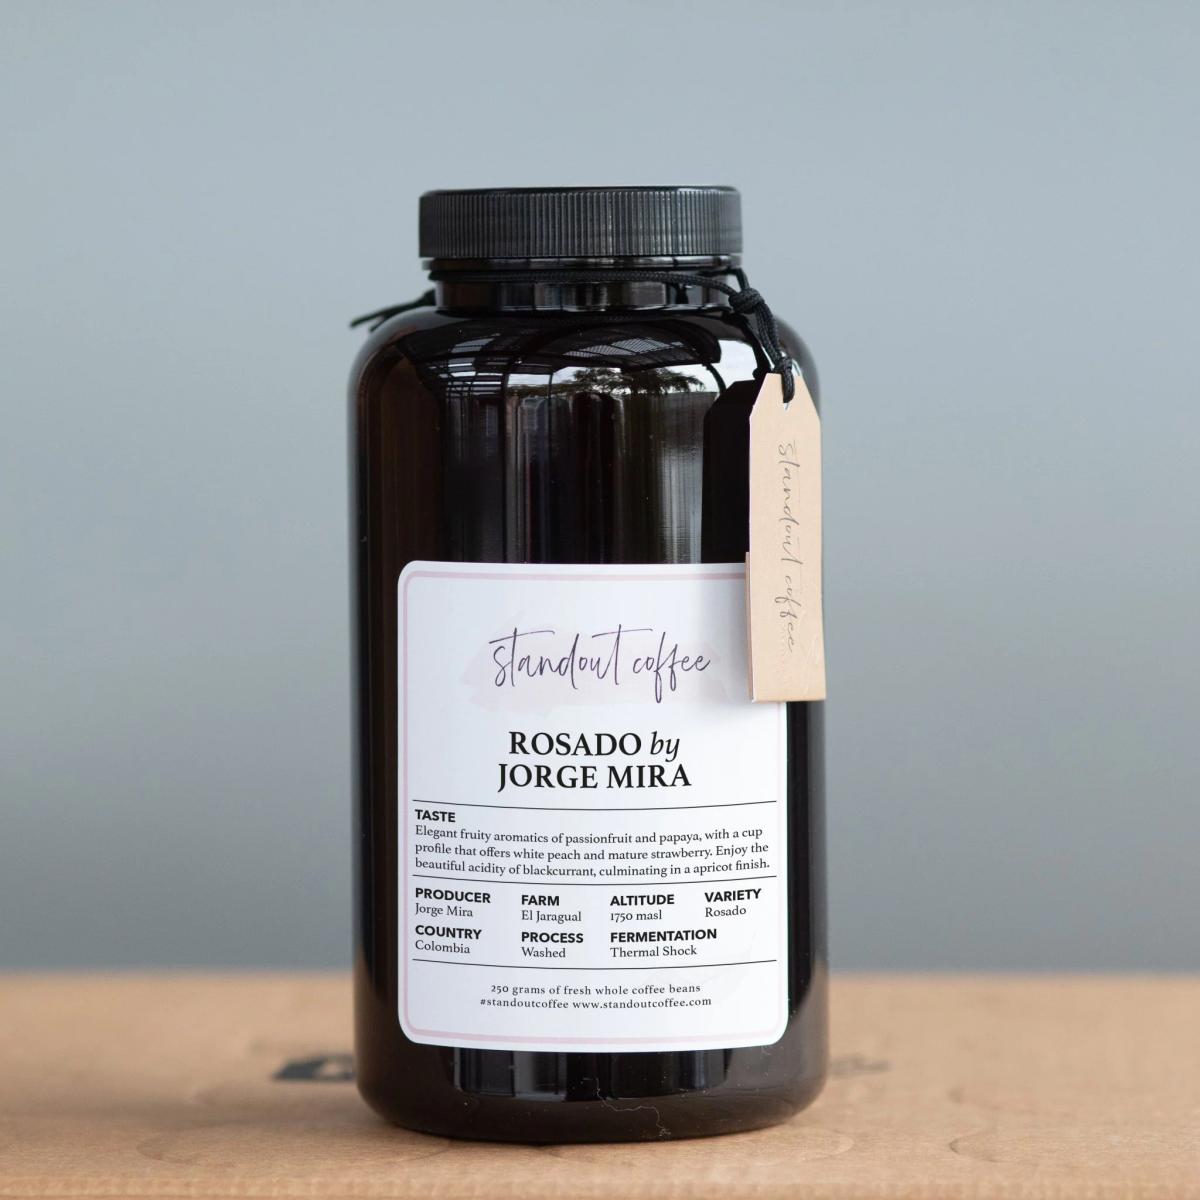 standout coffee
standout coffee
ROSADO by
JORGE MIRA
TASTE
Elegant fruity aromatics of passionfruit and papaya, with a cup
profile that offers white peach and mature strawberry. Enjoy the
beautiful acidity of blackcurrant, culminating in a apricot finish.
PRODUCER
Jorge Mira
FARM
El Jaragual
ALTITUDE
1750 masl
VARIETY
Rosado
COUNTRY
Colombia
PROCESS
Washed
FERMENTATION
Thermal Shock
250 grams of fresh whole coffee beans
#standoutcoffee www.standoutcoffee.com